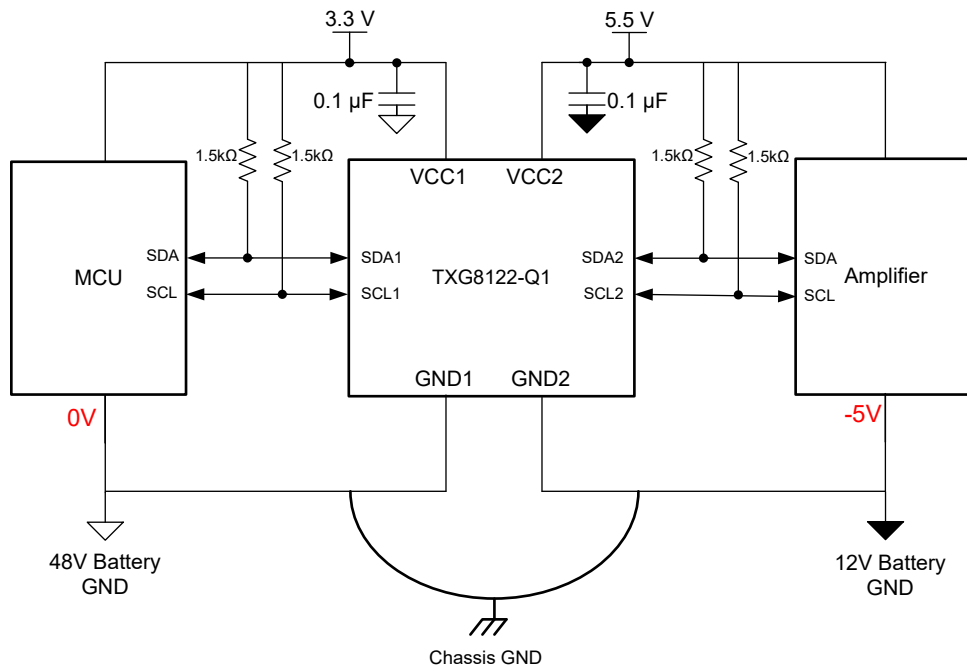 3.3 V
5.5 V
0.1 µF
0.1 µF
1.5kΩ
1.5kΩ
1.5kΩ
1.5kΩ
VCC1
VCC2
SDA
SDA1
SDA2
SDA
MCU
TXG8122-Q1
Amplifier
SCL
SCL1
SCL2
SCL
GND1
GND2
0V
-5V
48V Battery
GND
12V Battery
GND
Chassis GND